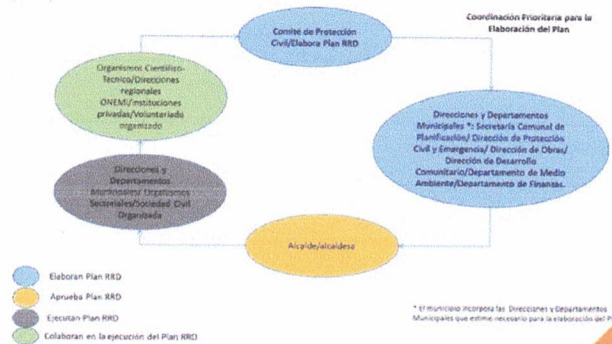 Coordinación Prioritaria para la
Elaboración del Plan
Comité de Protección
Civil/Elabora Plan RRD
Organismos Científico-
Técnico/Direcciones
regionales
ONEMI/instituciones
privadas/Voluntariado
organizado
Direcciones y Departamentos
Municipales *: Secretaría Comunal de
Planificación/ Dirección de Protección
Civil y Emergencia/ Dirección de Obras/
Dirección de Desarrollo
Comunitario/Departamento de Medio
Ambiente/Departamento de Finanzas.
Direcciones y
Departamentos
Municipales/ Organismos
Sectoriales/Sociedad Civil
Organizada
Alcalde/alcaldesa
Elaboran Plan RRD
Aprueba Plan RRD
Ejecutan Plan RRD
Colaboran en la ejecución del Plan RRD
* El municipio incorpora las Direcciones y Departamentos
Municipales que estime necesario para la elaboración del